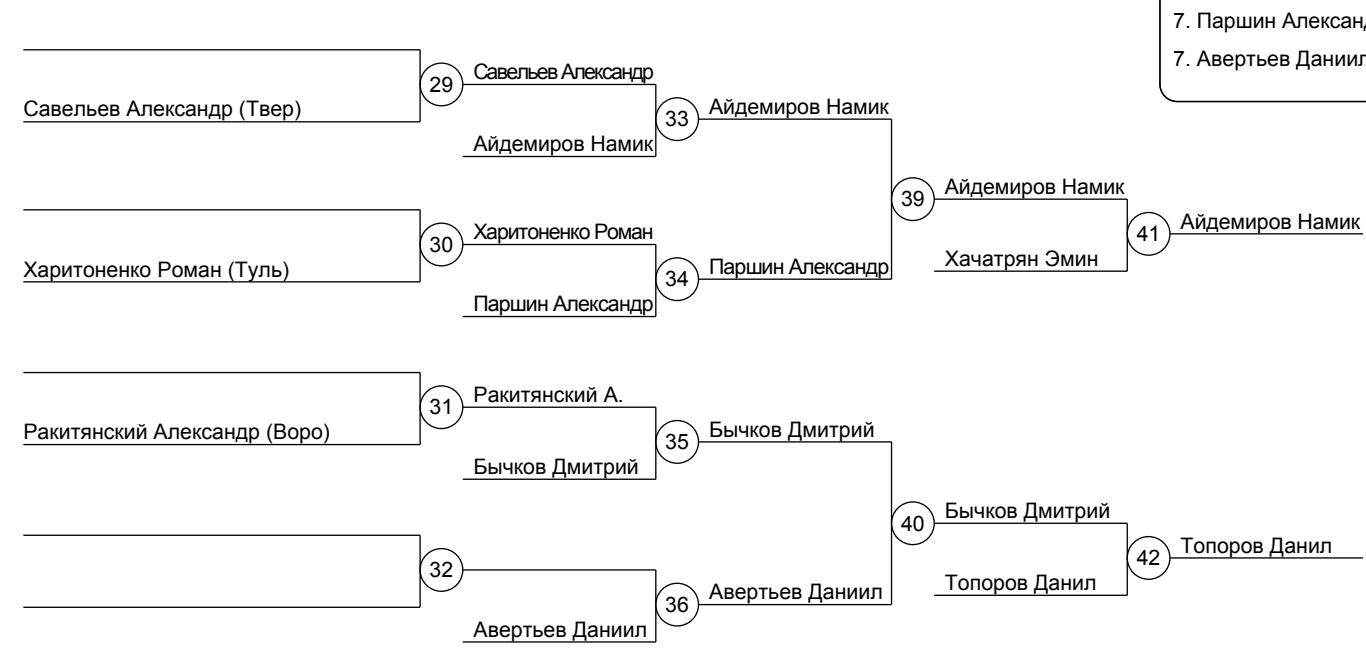 7. Паршин Александ
7. Авертьев Даниил
29
Савельев Александр
Савельев Александр (Твер)
33
Айдемиров Намик
Айдемиров Намик
39
Айдемиров Намик
30
Харитоненко Роман
Харитоненко Роман (Туль)
34
Паршин Александр
Паршин Александр
Хачатрян Эмин
41
Айдемиров Намик
31
Ракитянский А.
Ракитянский Александр (Воро)
35
Бычков Дмитрий
Бычков Дмитрий
40
Бычков Дмитрий
32
36
Авертьев Даниил
Авертьев Даниил
Топоров Данил
42
Топоров Данил